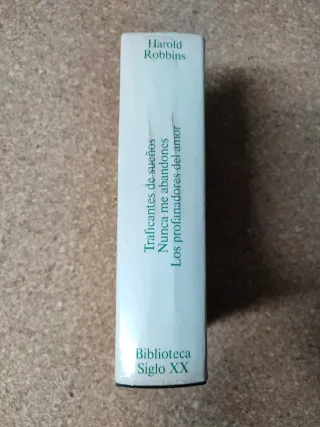 Harold
Robbins
Traficantes de sueños
Nunca me abandones
Los profanadores del amor
Biblioteca
Siglo XX